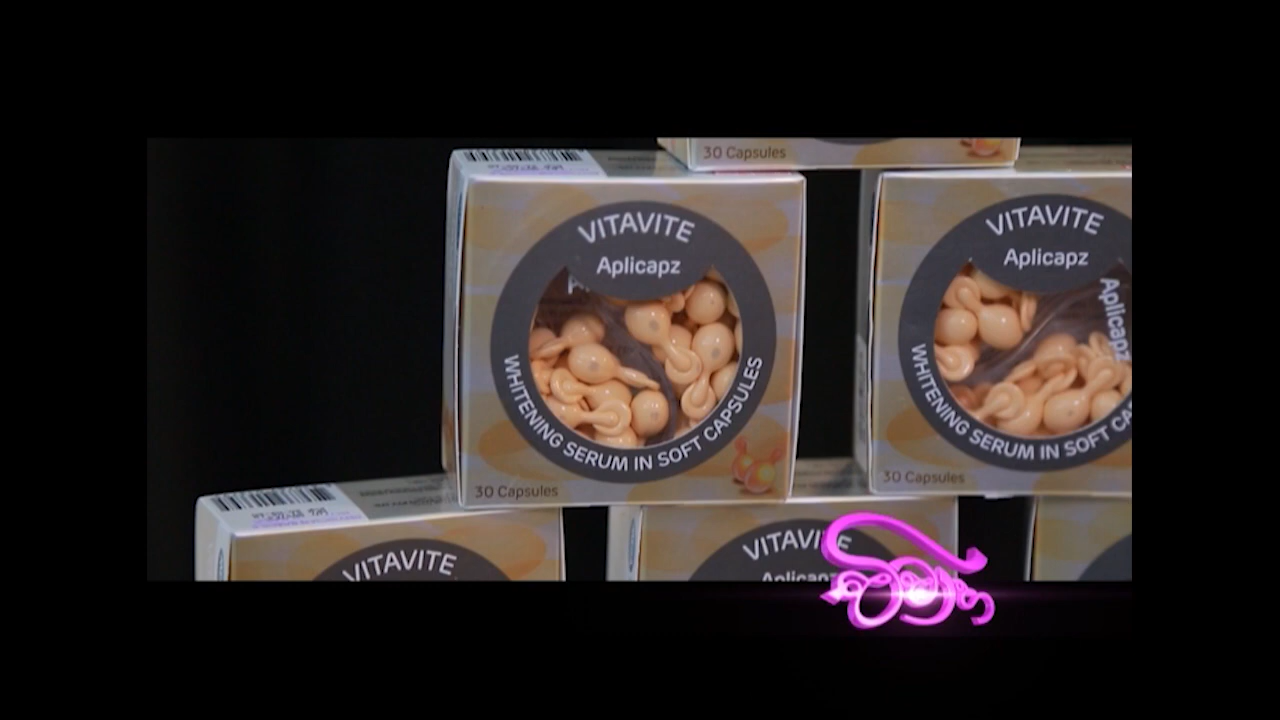 30 Capsules
VITAVITE
Aplicapz
WHITENING SERUM IN SOFT CAPSULES
30 Capsules
VITAVITE
Aplicapz
Aplicapz
WHITENING SERUM IN SOFT
30 Capsules
VITAVITE
VITAVITE
Aplicapz